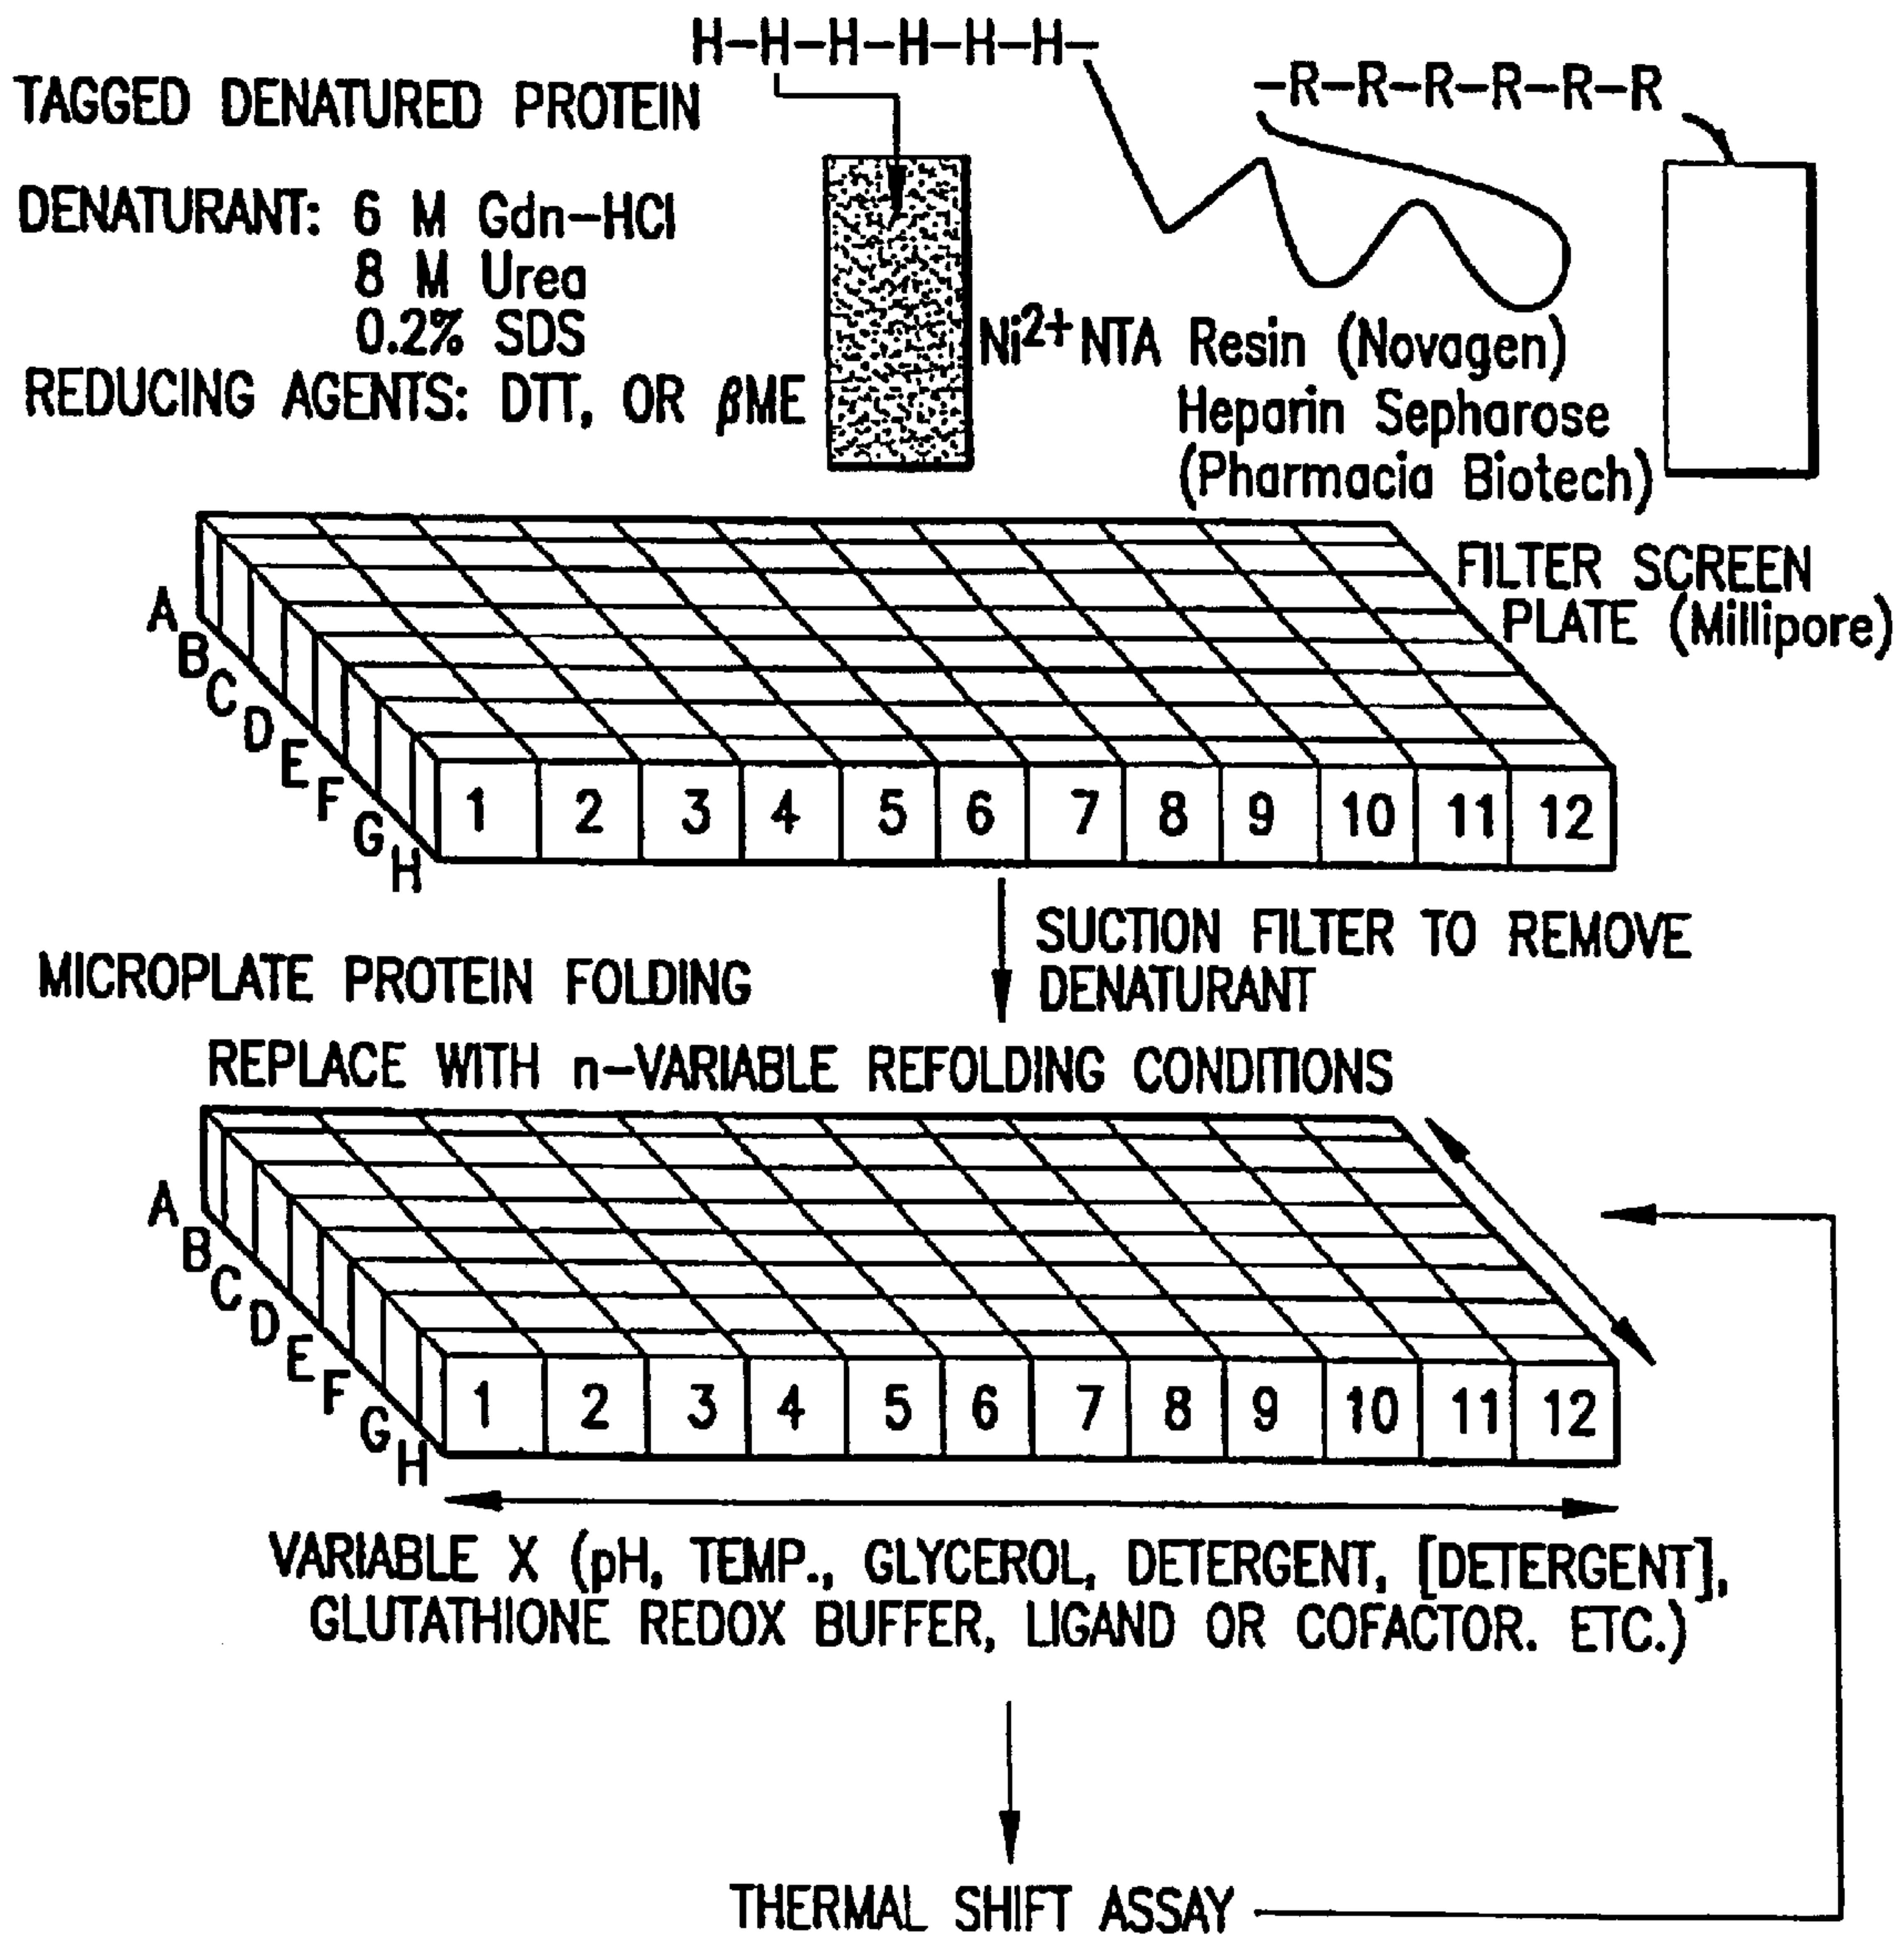 H-H-H-H-H-H-
-R-R-R-R-R-R
TAGGED DENATURED PROTEIN
DENATURANT: 6 M Gdn-HCl
8 M Urea
0.2% SDS
REDUCING AGENTS: DTT, OR βME
Ni²⁺NTA Resin (Novagen)
Heparin Sepharose
(Pharmacia Biotech)
FILTER SCREEN
PLATE (Millipore)
A
B
C
D
E
F
G
H
1 2 3 4 5 6 7 8 9 10 11 12
SUCTION FILTER TO REMOVE
DENATURANT
MICROPLATE PROTEIN FOLDING
REPLACE WITH n-VARIABLE REFOLDING CONDITIONS
A
B
C
D
E
F
G
H
1 2 3 4 5 6 7 8 9 10 11 12
VARIABLE X (pH, TEMP., GLYCEROL, DETERGENT, [DETERGENT],
GLUTATHIONE REDOX BUFFER, LIGAND OR COFACTOR. ETC.)
THERMAL SHIFT ASSAY